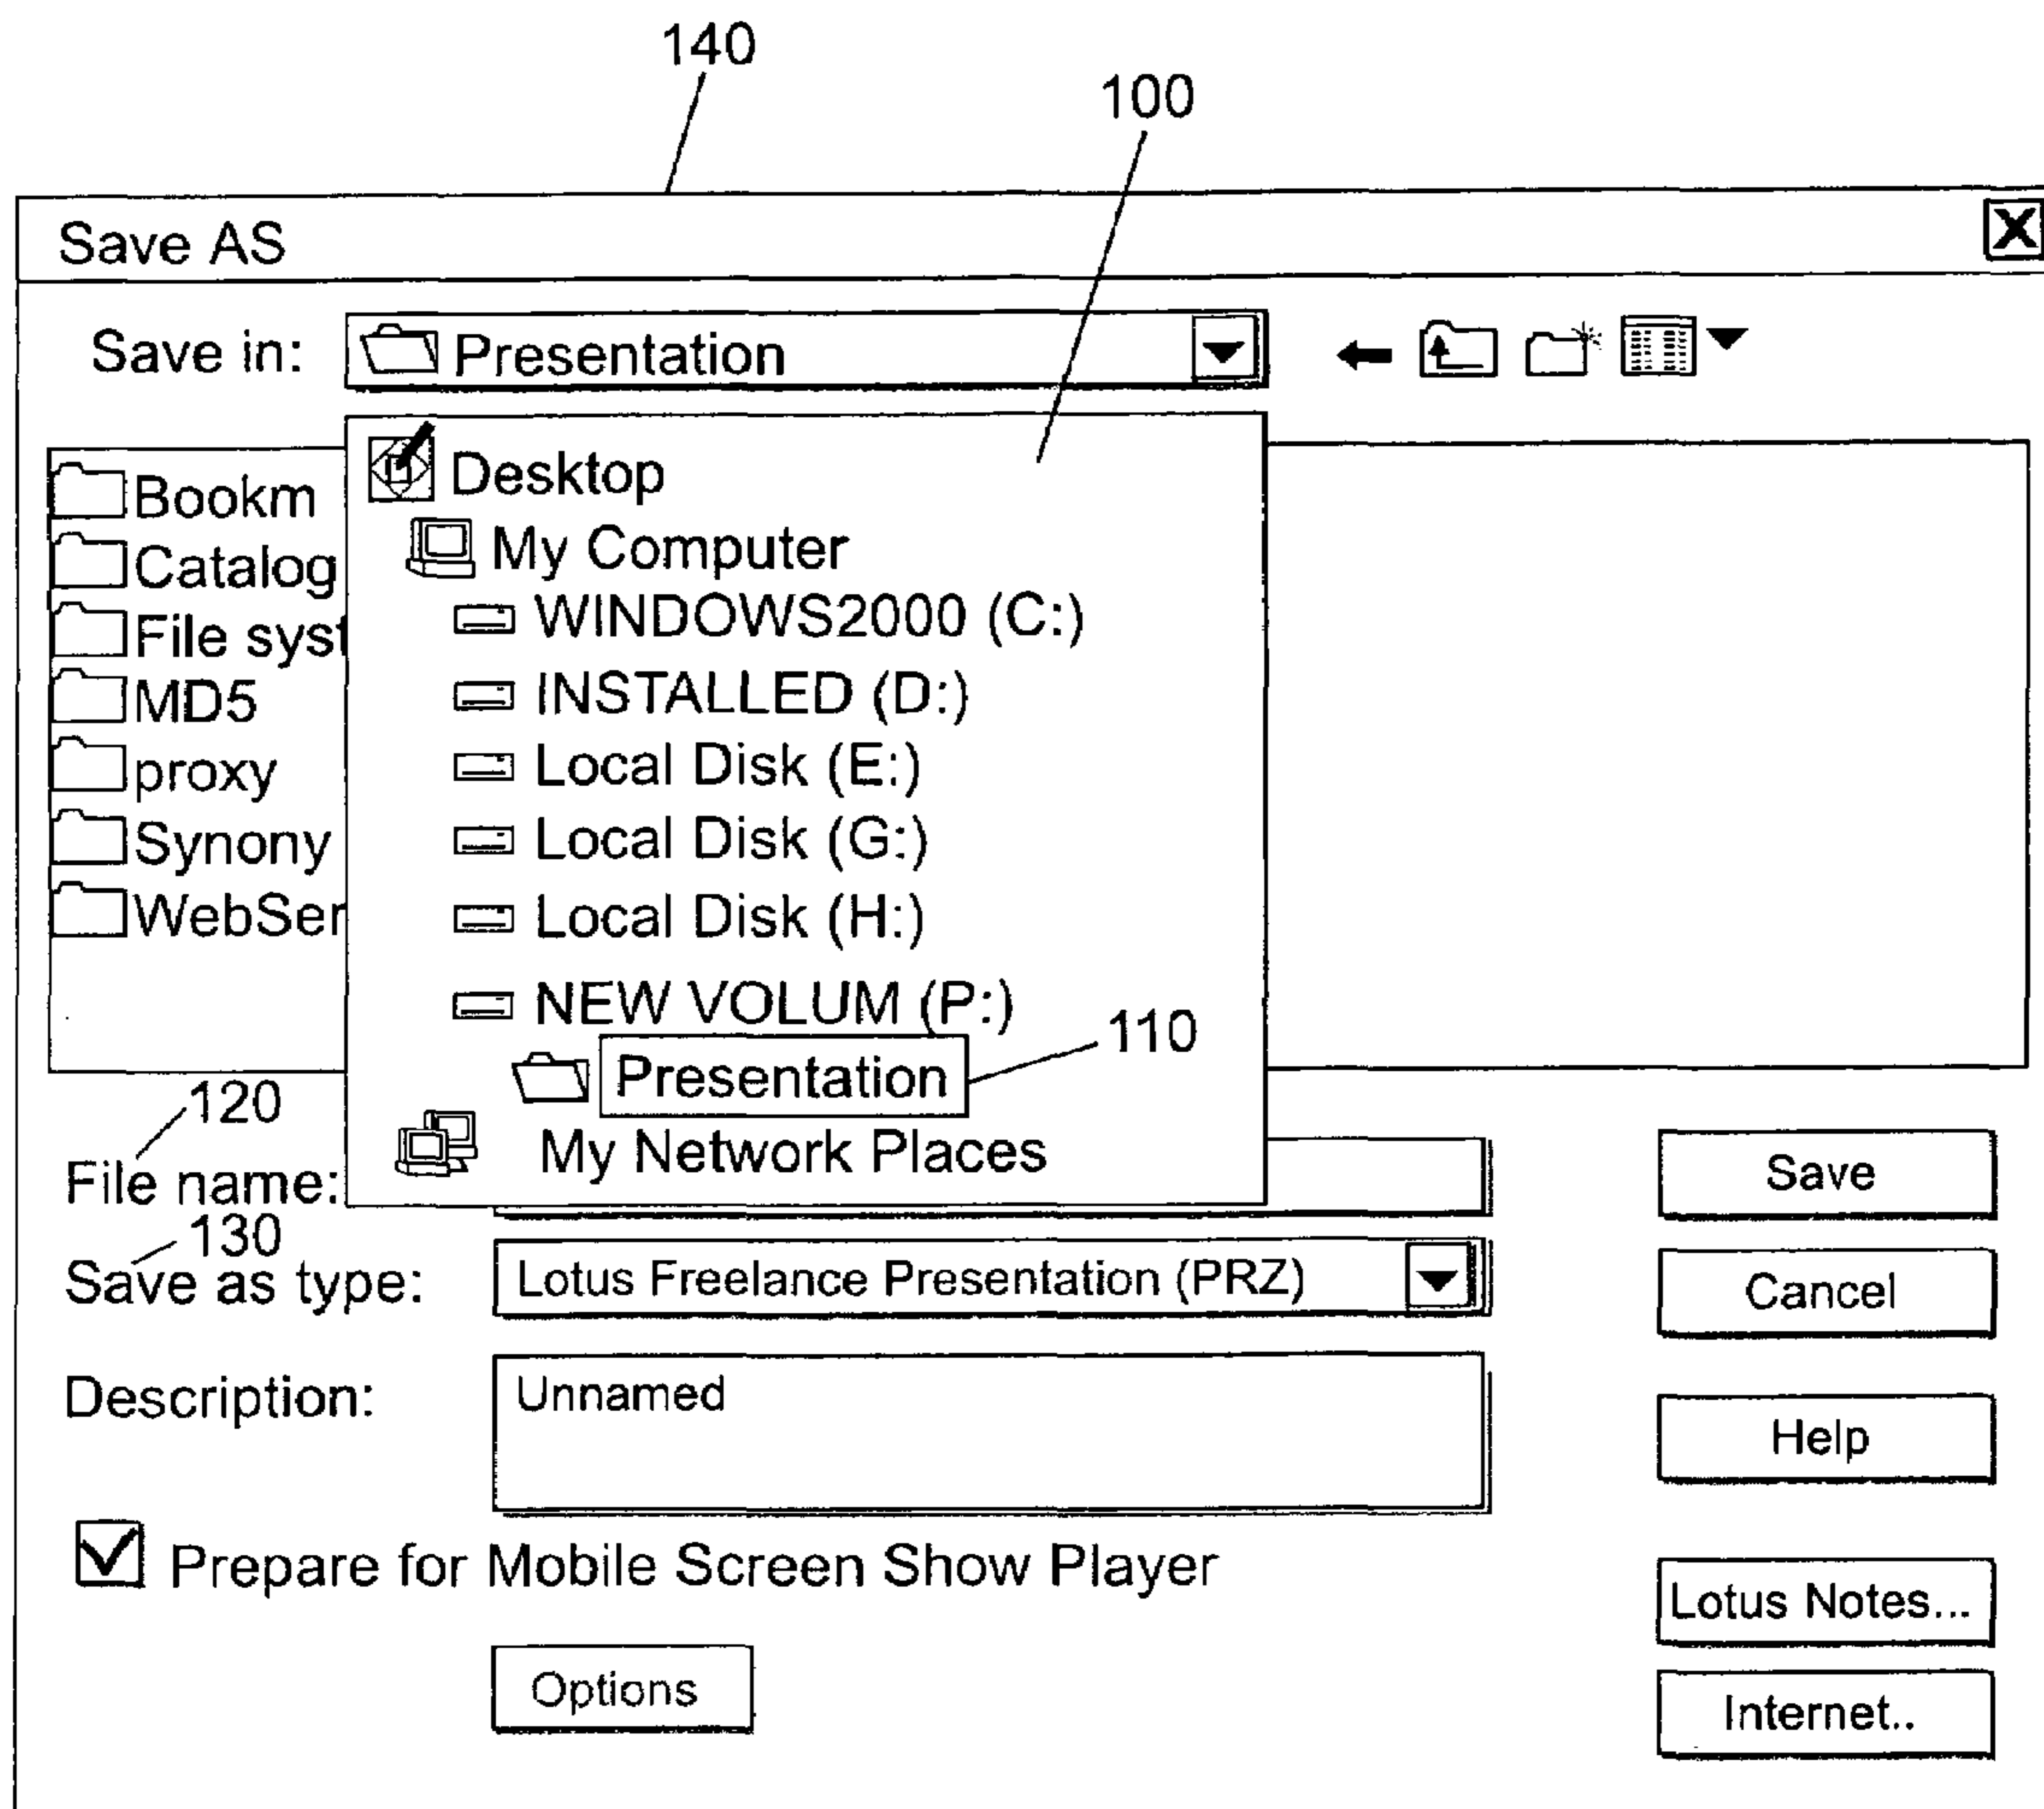 140
100
Save AS
Save in: Presentation
Desktop
My Computer
WINDOWS2000 (C:)
INSTALLED (D:)
Local Disk (E:)
Local Disk (G:)
Local Disk (H:)
NEW VOLUM (P:)
Presentation
110
My Network Places
Bookm
Catalog
File syst
MD5
proxy
Synony
WebSer
120
File name:
Save
130
Save as type: Lotus Freelance Presentation (PRZ)
Cancel
Description: Unnamed
Help
Prepare for Mobile Screen Show Player
Lotus Notes...
Options
Internet..